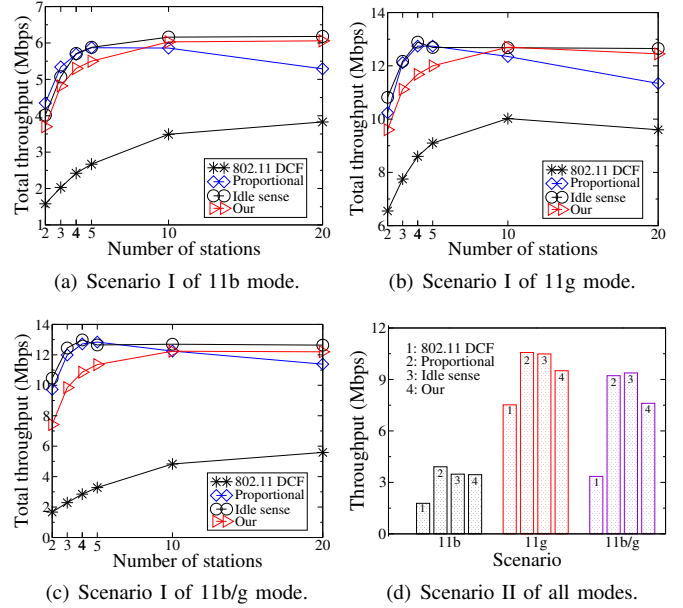 7
6
5
4
3
2
1
Total throughput (Mbps)
802.11 DCF
Proportional
Idle sense
Our
2 3 4 5 10 20
Number of stations
(a) Scenario I of 11b mode.
14
12
10
8
6
Total throughput (Mbps)
802.11 DCF
Proportional
Idle sense
Our
2 3 4 5 10 20
Number of stations
(b) Scenario I of 11g mode.
14
12
10
8
6
4
2
0
Total throughput (Mbps)
802.11 DCF
Proportional
Idle sense
Our
2 3 4 5 10 20
Number of stations
(c) Scenario I of 11b/g mode.
12
9
6
3
0
Throughput (Mbps)
1: 802.11 DCF
2: Proportional
3: Idle sense
4: Our
1 2 3 4
1 2 3 4
1 2 3 4
11b 11g 11b/g
Scenario
(d) Scenario II of all modes.